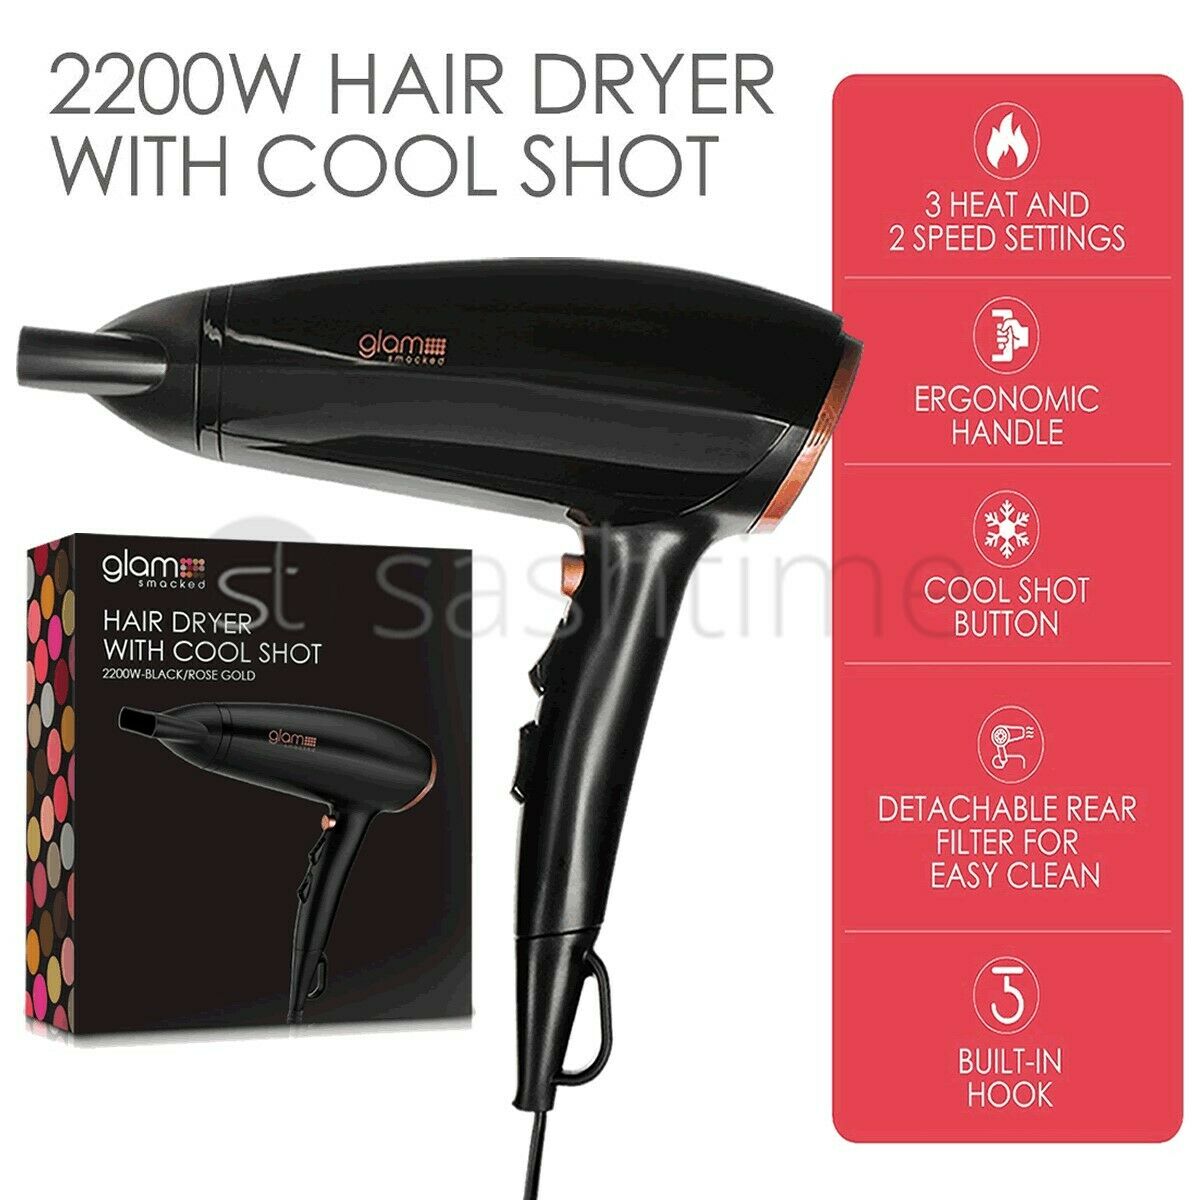 2200W HAIR DRYER
WITH COOL SHOT
3 HEAT AND
2 SPEED SETTINGS
ERGONOMIC
HANDLE
COOL SHOT
BUTTON
DETACHABLE REAR
FILTER FOR
EASY CLEAN
BUILT-IN
HOOK
glam
smacked
st sashtime
glam
smacked
HAIR DRYER
WITH COOL SHOT
2200W-BLACK/ROSE GOLD
glam
smacked